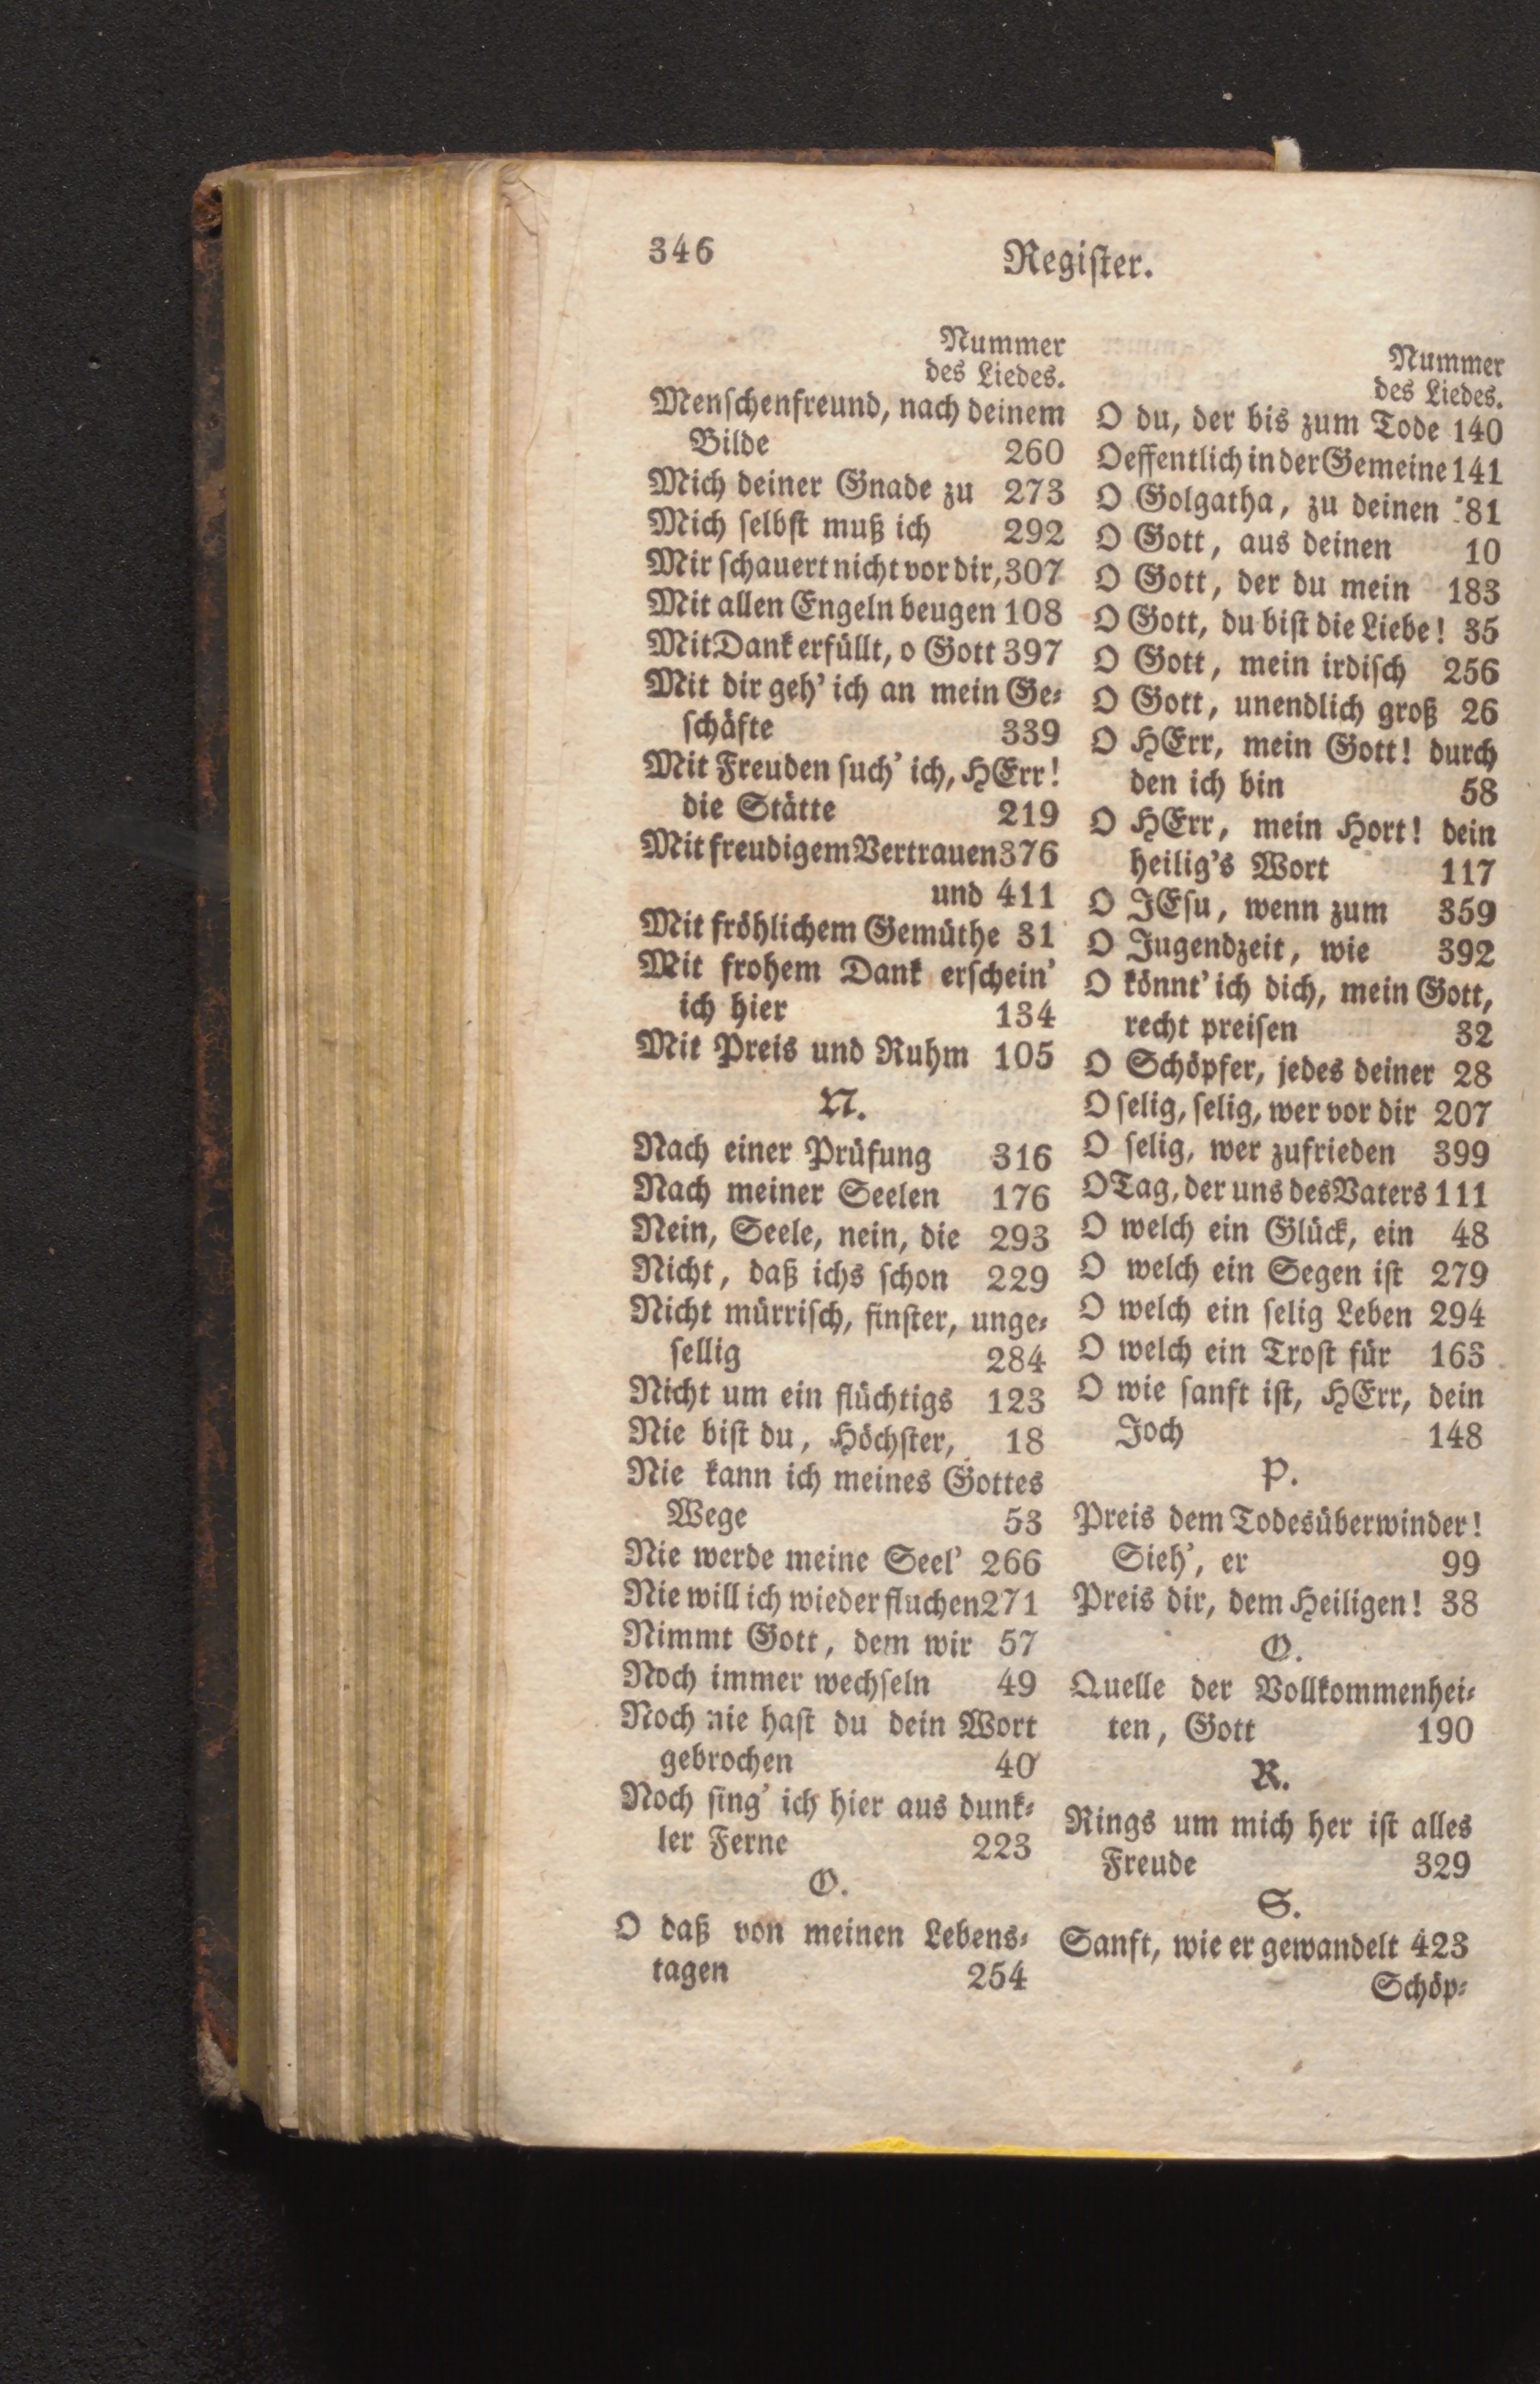 346
Regiſter.
Nummer
des Liedes.
Menſchenfreund, nach deinem
Bilde 260
Mich deiner Gnade zu 273
Mich ſelbſt muß ich 292
Mir ſchauert nicht vor dir, 307
Mit allen Engeln beugen 108
Mit Dank erfüllt, o Gott 397
Mit dir geh' ich an mein Ge⸗
ſchäfte 339
Mit Freuden ſuch' ich, HErr!
die Stätte 219
Mit freudigem Vertrauen 376
und 411
Mit fröhlichem Gemüthe 31
Mit frohem Dank erſchein'
ich hier 134
Mit Preis und Ruhm 105
N.
Nach einer Prüfung 316
Nach meiner Seelen 176
Nein, Seele, nein, die 293
Nicht, daß ichs ſchon 229
Nicht mürriſch, finſter, unge⸗
ſellig 284
Nicht um ein flüchtigs 123
Nie biſt du, Höchſter, 18
Nie kann ich meines Gottes
Wege 53
Nie werde meine Seel' 266
Nie will ich wieder fluchen 271
Nimmt Gott, dem wir 57
Noch immer wechſeln 49
Noch nie haſt du dein Wort
gebrochen 40
Noch ſing' ich hier aus dunk⸗
ler Ferne 223
O.
O daß von meinen Lebens⸗
tagen 254
Nummer
des Liedes.
O du, der bis zum Tode 140
Oeffentlich in der Gemeine 141
O Golgatha, zu deinen 81
O Gott, aus deinen 10
O Gott, der du mein 183
O Gott, du biſt die Liebe! 35
O Gott, mein irdiſch 256
O Gott, unendlich groß 26
O HErr, mein Gott! durch
den ich bin 58
O HErr, mein Hort! dein
heilig's Wort 117
O JEſu, wenn zum 359
O Jugendzeit, wie 392
O könnt' ich dich, mein Gott,
recht preiſen 32
O Schöpfer, jedes deiner 28
O ſelig, ſelig, wer vor dir 207
O ſelig, wer zufrieden 399
O Tag, der uns des Vaters 111
O welch ein Glück, ein 48
O welch ein Segen iſt 279
O welch ein ſelig Leben 294
O welch ein Troſt für 163
O wie ſanft iſt, HErr, dein
Joch 148
P.
Preis dem Todesüberwinder!
Sieh', er 99
Preis dir, dem Heiligen! 38
Q.
Quelle der Vollkommenhei⸗
ten, Gott 190
R.
Rings um mich her iſt alles
Freude 329
S.
Sanft, wie er gewandelt 423
Schöp⸗